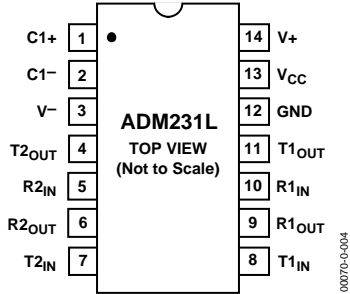 C1+ 1 14 V+
C1– 2 13 VCC
V– 3 12 GND
ADM231L
T2OUT 4 TOP VIEW 11 T1OUT
(Not to Scale)
R2IN 5 10 R1IN
R2OUT 6 9 R1OUT
T2IN 7 8 T1IN
00070-0-004